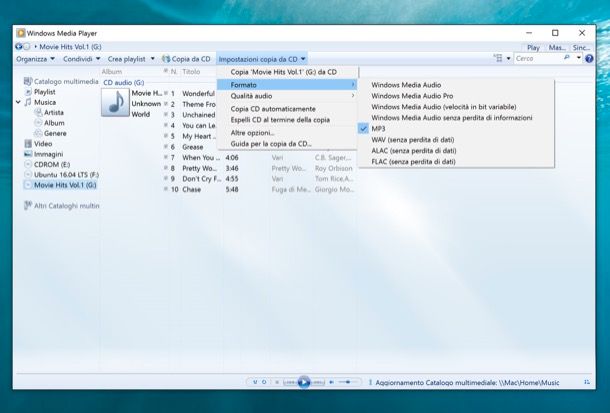 Windows Media Player
Movie Hits Vol.1 (G:)
Play Mas... Sinc...
Organizza Condividi Crea playlist Copia da CD Impostazioni copia da CD Cerca
Album N. Titolo
Copia 'Movie Hits Vol.1' (G:) da CD
Formato
Qualità audio
Copia CD automaticamente
Espelli CD al termine della copia
Altre opzioni...
Guida per la copia da CD...
Windows Media Audio
Windows Media Audio Pro
Windows Media Audio (velocità in bit variabile)
Windows Media Audio senza perdita di informazioni
MP3
WAV (senza perdita di dati)
ALAC (senza perdita di dati)
FLAC (senza perdita di dati)
Catalogo multimedia
Playlist
Musica
Artista
Album
Genere
Video
Immagini
CDROM (E:)
Ubuntu 16.04 LTS (F:)
Movie Hits Vol.1 (G:)
Altri Cataloghi multin
CD audio (G:)
Movie H...
Unknown
World
1 Wonderful
2 Theme Fro
3 Unchained
4 You can Le
5 My Heart ..
6 Grease
7 When You ... 4:06 Vari C.B. Sager,...
8 Pretty Wo... 3:46 Pretty Wo... Roy Orbison
9 Don't Cry F... 4:55 Vari Tom Rice,A...
10 Chase 5:48 Fuga di Me... Giorgio Mo...
Aggiornamento Catalogo multimediale: \\Mac\Home\Music